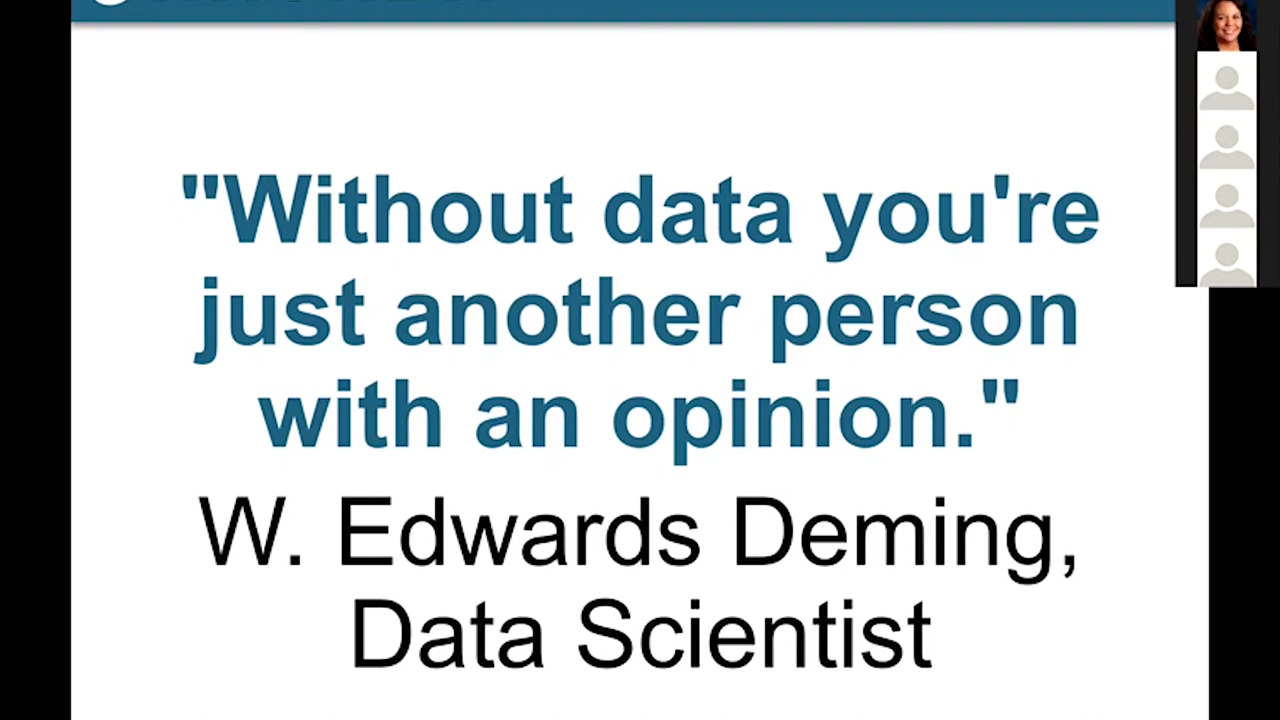 "Without data you're
just another person
with an opinion."
W. Edwards Deming,
Data Scientist